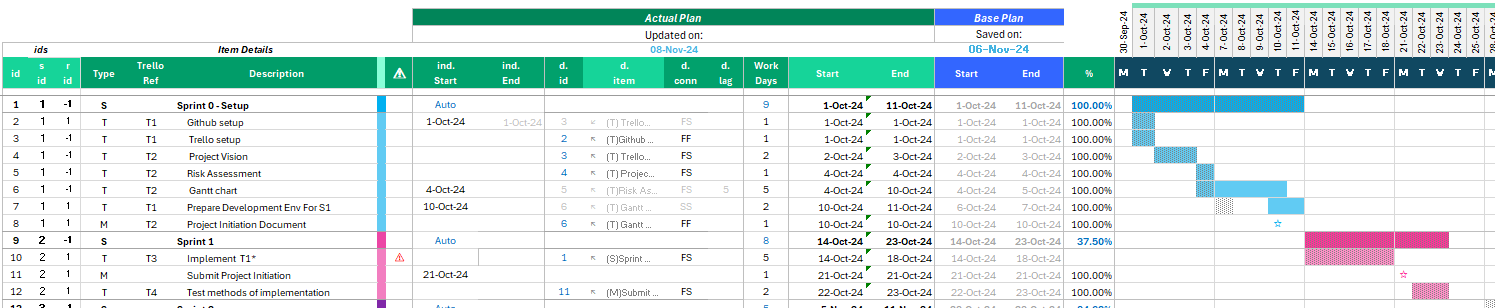 Actual Plan Base Plan
Updated on: Saved on:
ids Item Details 08-Nov-24 06-Nov-24
30-Sep-24 1-Oct-24 2-Oct-24 3-Oct-24 4-Oct-24 7-Oct-24 8-Oct-24 9-Oct-24 10-Oct-24 11-Oct-24 14-Oct-24 15-Oct-24 16-Oct-24 17-Oct-24 18-Oct-24 21-Oct-24 22-Oct-24 23-Oct-24 24-Oct-24 25-Oct-24
s r Trello ind. ind. d. d. d. d. Work
id id id Type Ref Description Start End id item conn lag Days Start End Start End % M T W T F M T W T F M T W T F M T W T F M
1 1 -1 S Sprint 0 - Setup Auto 9 1-Oct-24 11-Oct-24 1-Oct-24 11-Oct-24 100.00%
2 1 1 T T1 Github setup 1-Oct-24 1-Oct-24 3 (T) Trello... FS 1 1-Oct-24 1-Oct-24 1-Oct-24 1-Oct-24 100.00%
3 1 -1 T T1 Trello setup 2 (T)Github ... FF 1 1-Oct-24 1-Oct-24 1-Oct-24 1-Oct-24 100.00%
4 1 -1 T T2 Project Vision 3 (T) Trello... FS 2 2-Oct-24 3-Oct-24 2-Oct-24 3-Oct-24 100.00%
5 1 -1 T T2 Risk Assessment 4 (T) Projec... FS 1 4-Oct-24 4-Oct-24 4-Oct-24 4-Oct-24 100.00%
6 1 -1 T T2 Gantt chart 4-Oct-24 5 (T)Risk As... FS 5 5 4-Oct-24 10-Oct-24 4-Oct-24 5-Oct-24 100.00%
7 1 1 T T1 Prepare Development Env For S1 10-Oct-24 6 (T) Gantt ... SS 2 10-Oct-24 11-Oct-24 6-Oct-24 7-Oct-24 100.00%
8 1 1 M T2 Project Initiation Document 6 (T) Gantt ... FF 1 10-Oct-24 10-Oct-24 10-Oct-24 10-Oct-24 100.00%
9 2 -1 S Sprint 1 Auto 8 14-Oct-24 23-Oct-24 14-Oct-24 23-Oct-24 37.50%
10 2 1 T T3 Implement T1* 1 (S)Sprint ... FS 5 14-Oct-24 18-Oct-24 14-Oct-24 18-Oct-24
11 2 1 M Submit Project Initiation 21-Oct-24 1 21-Oct-24 21-Oct-24 21-Oct-24 21-Oct-24 100.00%
12 2 1 T T4 Test methods of implementation 11 (M)Submit... FS 2 22-Oct-24 23-Oct-24 22-Oct-24 23-Oct-24 100.00%